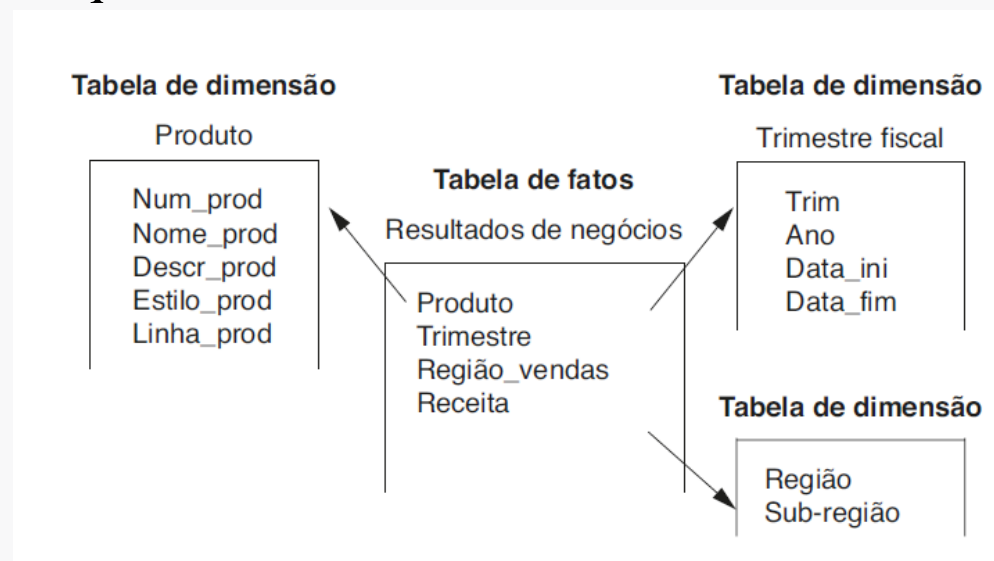 Tabela de dimensão
Produto
Num_prod
Nome_prod
Descr_prod
Estilo_prod
Linha_prod
Tabela de fatos
Resultados de negócios
Produto
Trimestre
Região_vendas
Receita
Tabela de dimensão
Trimestre fiscal
Trim
Ano
Data_ini
Data_fim
Tabela de dimensão
Região
Sub-região